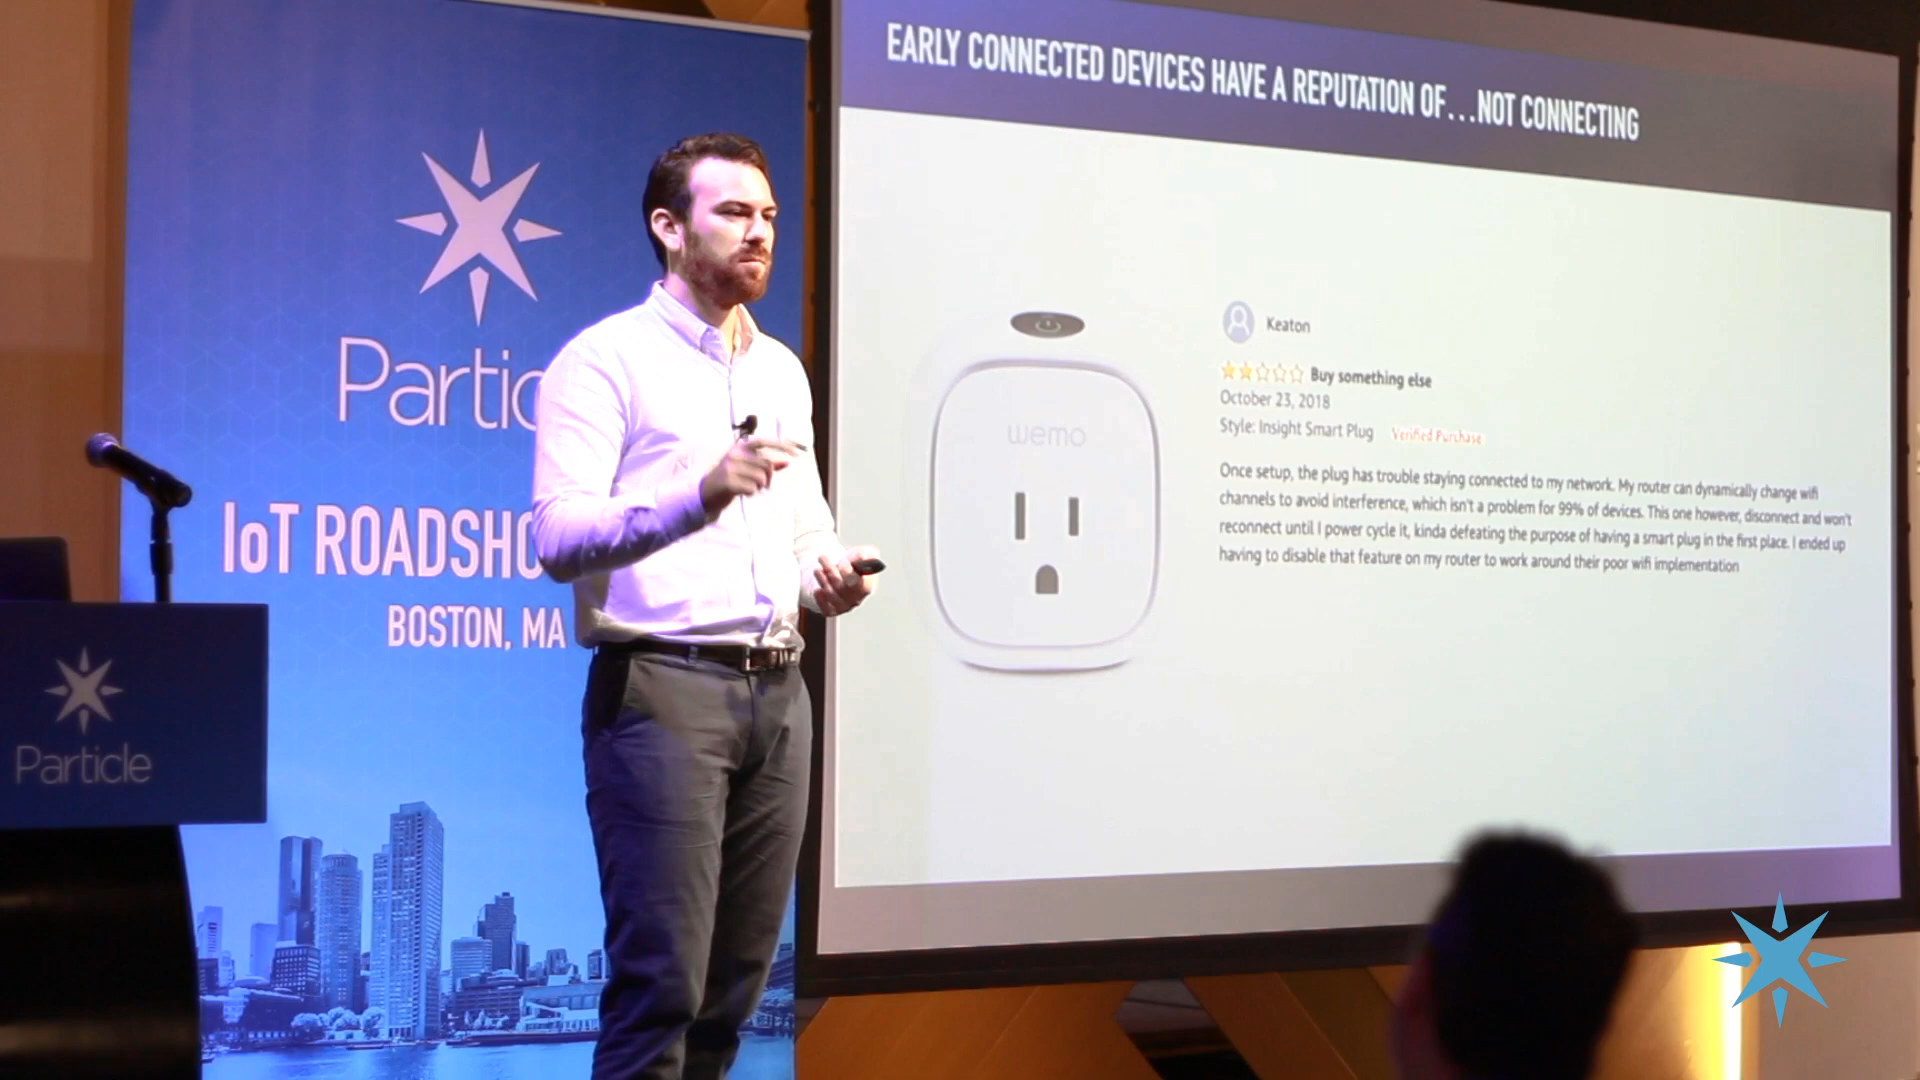 Partic
IoT ROADSHO
BOSTON, MA
Particle
EARLY CONNECTED DEVICES HAVE A REPUTATION OF...NOT CONNECTING
wemo
Keaton
Buy something else
October 23, 2018
Style: Insight Smart Plug Verified Purchase
Once setup, the plug has trouble staying connected to my network. My router can dynamically change wifi
channels to avoid interference, which isn't a problem for 99% of devices. This one however, disconnect and won't
reconnect until I power cycle it, kinda defeating the purpose of having a smart plug in the first place. I ended up
having to disable that feature on my router to work around their poor wifi implementation